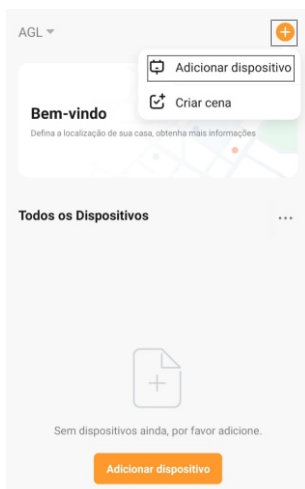 AGL
Adicionar dispositivo
Criar cena
Bem-vindo
Defina a localização de sua casa, obtenha mais informações
Todos os Dispositivos
Sem dispositivos ainda, por favor adicione.
Adicionar dispositivo